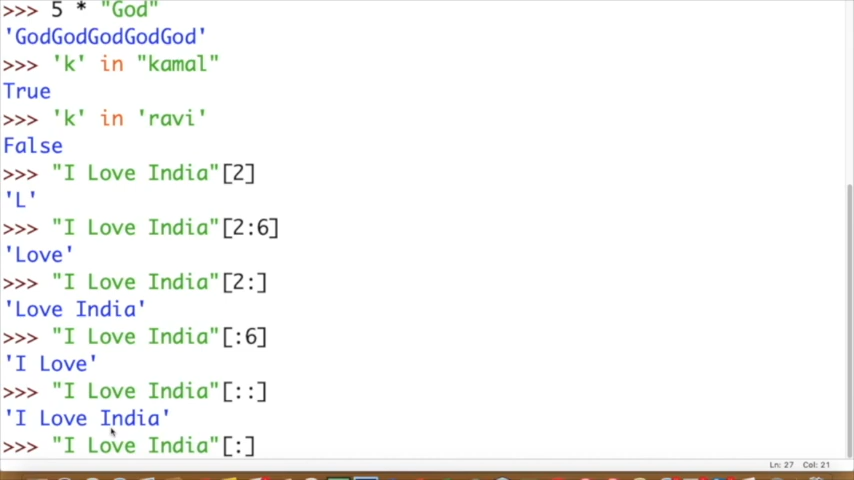 >>> 5 * "God"
'GodGodGodGodGod'
>>> 'k' in "kamal"
True
>>> 'k' in 'ravi'
False
>>> "I Love India"[2]
'L'
>>> "I Love India"[2:6]
'Love'
>>> "I Love India"[2:]
'Love India'
>>> "I Love India"[:6]
'I Love'
>>> "I Love India"[::]
'I Love India'
>>> "I Love India"[:]
Ln: 27 Col: 21